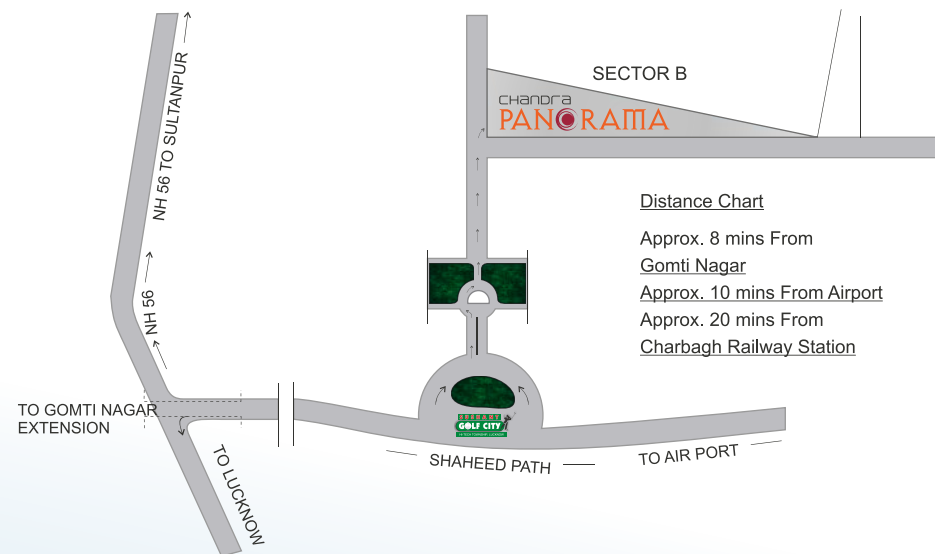 SECTOR B
CHANDRA
PANORAMA
NH 56 TO SULTANPUR
Distance Chart
Approx. 8 mins From
Gomti Nagar
Approx. 10 mins From Airport
Approx. 20 mins From
Charbagh Railway Station
NH 56
TO GOMTI NAGAR
EXTENSION
SUSHANT
GOLF CITY
TO LUCKNOW
SHAHEED PATH
TO AIR PORT